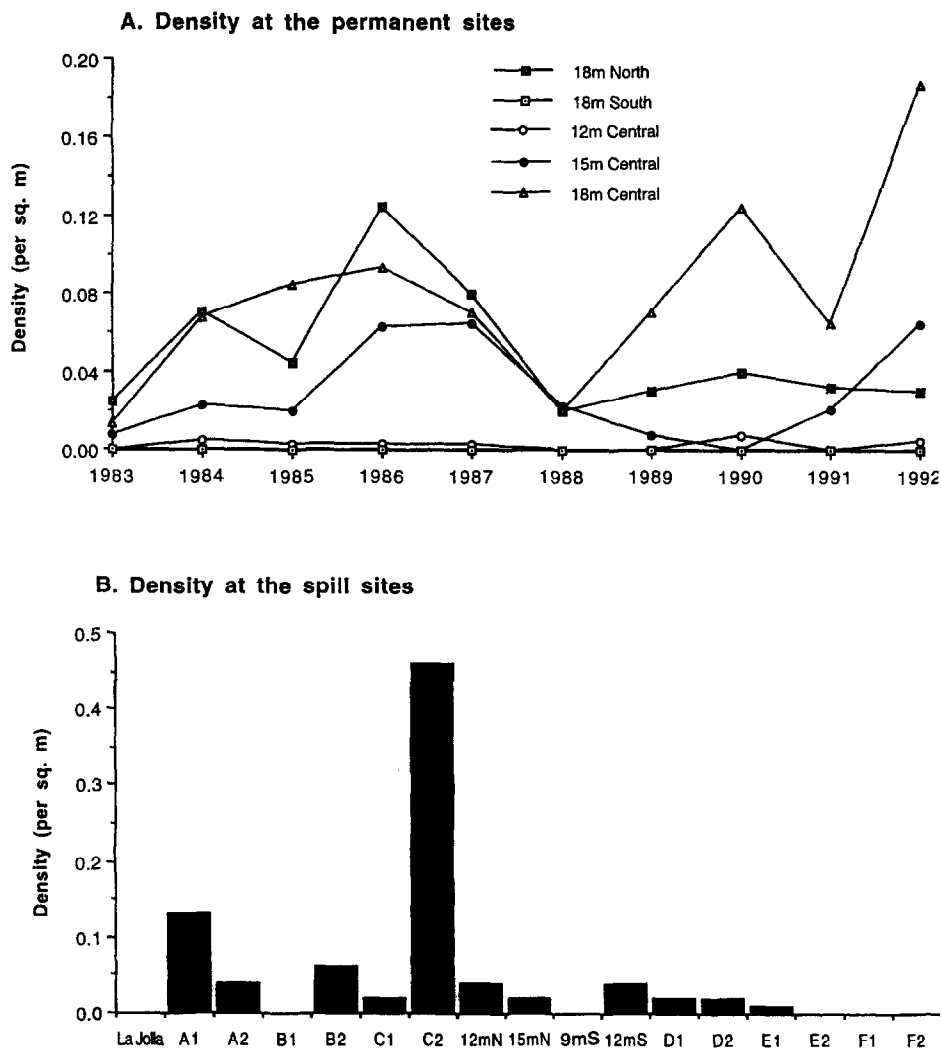 A. Density at the permanent sites
0.20
0.16
0.12
0.08
0.04
0.00
Density (per sq. m)
18m North
18m South
12m Central
15m Central
18m Central
1983 1984 1985 1986 1987 1988 1989 1990 1991 1992
B. Density at the spill sites
0.5
0.4
0.3
0.2
0.1
0.0
Density (per sq. m)
La Jolla A1 A2 B1 B2 C1 C2 12mN 15mN 9mS 12mS D1 D2 E1 E2 F1 F2